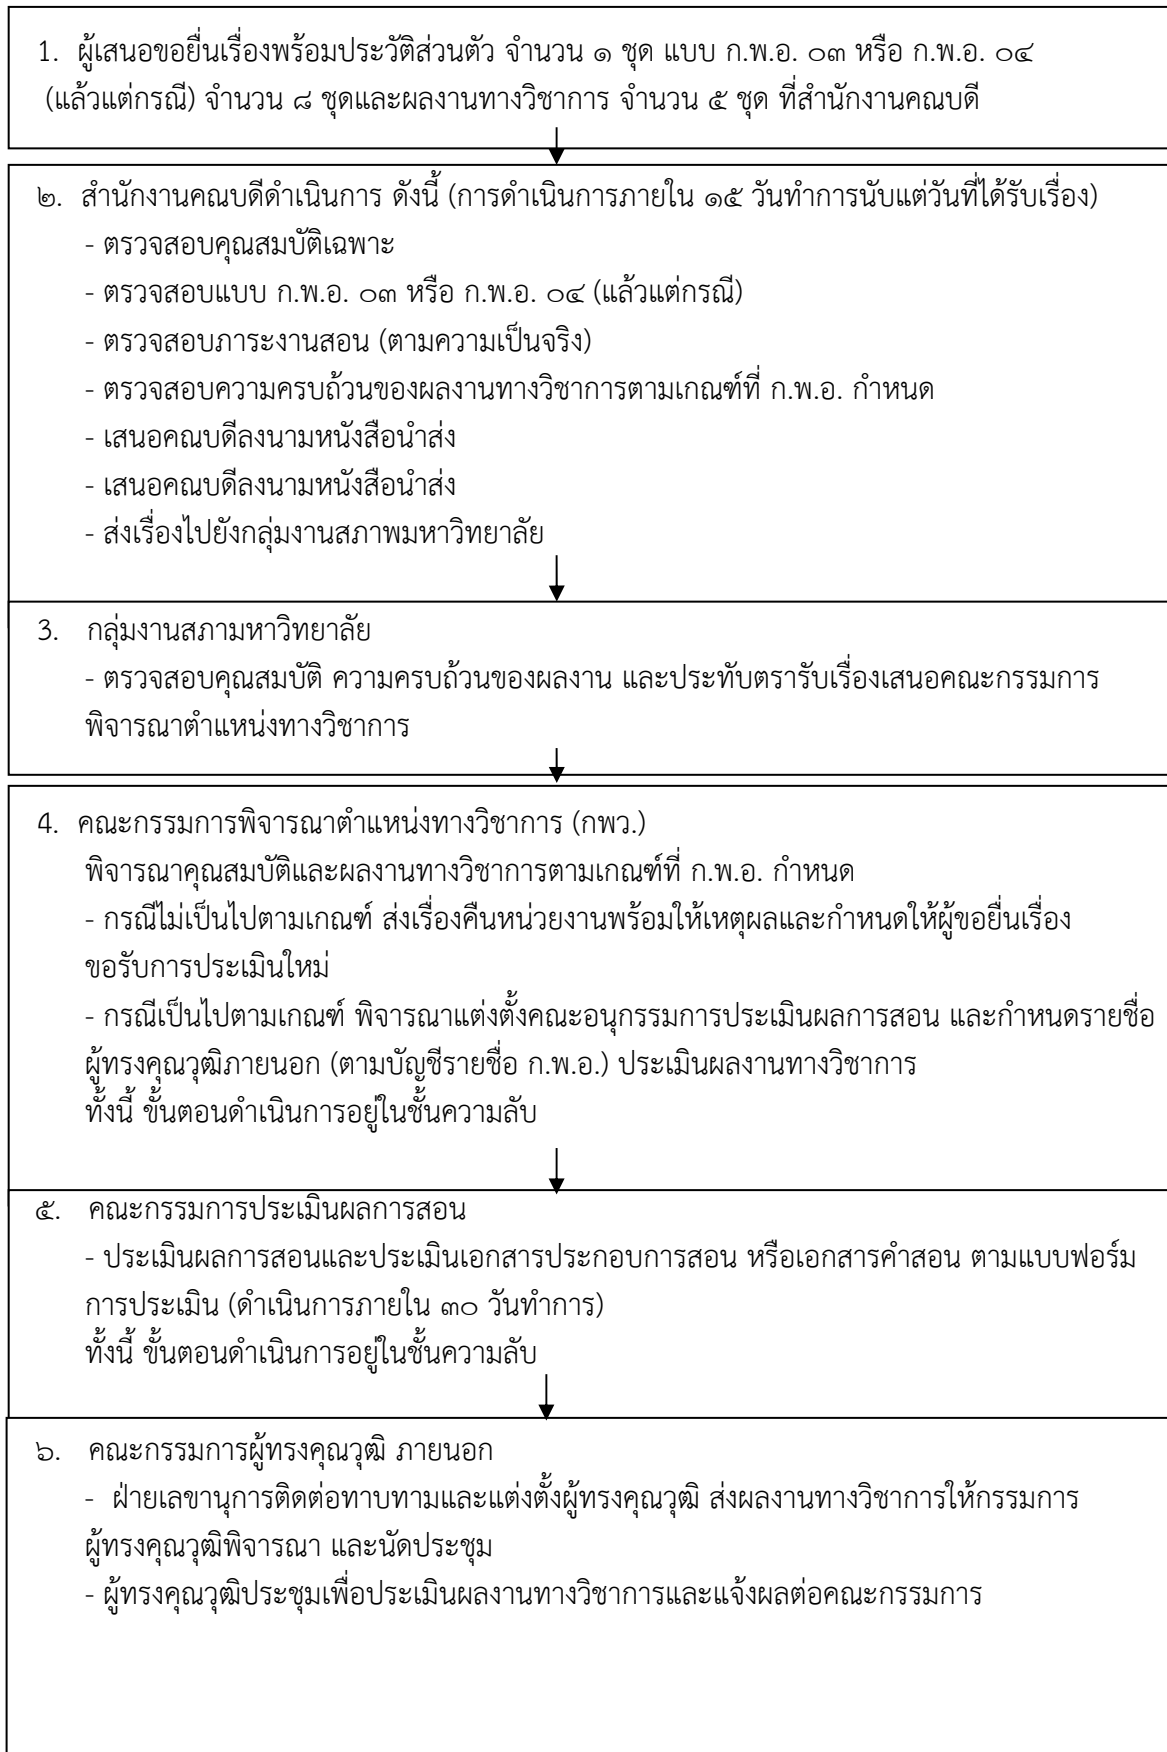 1. ผู้เสนอขอยื่นเรื่องพร้อมประวัติส่วนตัว จำนวน ๑ ชุด แบบ ก.พ.อ. ๐๓ หรือ ก.พ.อ. ๐๔
(แล้วแต่กรณี) จำนวน ๘ ชุดและผลงานทางวิชาการ จำนวน ๕ ชุด ที่สำนักงานคณบดี
๒. สำนักงานคณบดีดำเนินการ ดังนี้ (การดำเนินการภายใน ๑๕ วันทำการนับแต่วันที่ได้รับเรื่อง)
- ตรวจสอบคุณสมบัติเฉพาะ
- ตรวจสอบแบบ ก.พ.อ. ๐๓ หรือ ก.พ.อ. ๐๔ (แล้วแต่กรณี)
- ตรวจสอบภาระงานสอน (ตามความเป็นจริง)
- ตรวจสอบความครบถ้วนของผลงานทางวิชาการตามเกณฑ์ที่ ก.พ.อ. กำหนด
- เสนอคณบดีลงนามหนังสือนำส่ง
- เสนอคณบดีลงนามหนังสือนำส่ง
- ส่งเรื่องไปยังกลุ่มงานสภาพมหาวิทยาลัย
3. กลุ่มงานสภามหาวิทยาลัย
- ตรวจสอบคุณสมบัติ ความครบถ้วนของผลงาน และประทับตรารับเรื่องเสนอคณะกรรมการ
พิจารณาตำแหน่งทางวิชาการ
4. คณะกรรมการพิจารณาตำแหน่งทางวิชาการ (กพว.)
พิจารณาคุณสมบัติและผลงานทางวิชาการตามเกณฑ์ที่ ก.พ.อ. กำหนด
- กรณีไม่เป็นไปตามเกณฑ์ ส่งเรื่องคืนหน่วยงานพร้อมให้เหตุผลและกำหนดให้ผู้ขอยื่นเรื่อง
ขอรับการประเมินใหม่
- กรณีเป็นไปตามเกณฑ์ พิจารณาแต่งตั้งคณะอนุกรรมการประเมินผลการสอน และกำหนดรายชื่อ
ผู้ทรงคุณวุฒิภายนอก (ตามบัญชีรายชื่อ ก.พ.อ.) ประเมินผลงานทางวิชาการ
ทั้งนี้ ขั้นตอนดำเนินการอยู่ในชั้นความลับ
๕. คณะกรรมการประเมินผลการสอน
- ประเมินผลการสอนและประเมินเอกสารประกอบการสอน หรือเอกสารคำสอน ตามแบบฟอร์ม
การประเมิน (ดำเนินการภายใน ๓๐ วันทำการ)
ทั้งนี้ ขั้นตอนดำเนินการอยู่ในชั้นความลับ
๖. คณะกรรมการผู้ทรงคุณวุฒิ ภายนอก
- ฝ่ายเลขานุการติดต่อทาบทามและแต่งตั้งผู้ทรงคุณวุฒิ ส่งผลงานทางวิชาการให้กรรมการ
ผู้ทรงคุณวุฒิพิจารณา และนัดประชุม
- ผู้ทรงคุณวุฒิประชุมเพื่อประเมินผลงานทางวิชาการและแจ้งผลต่อคณะกรรมการ